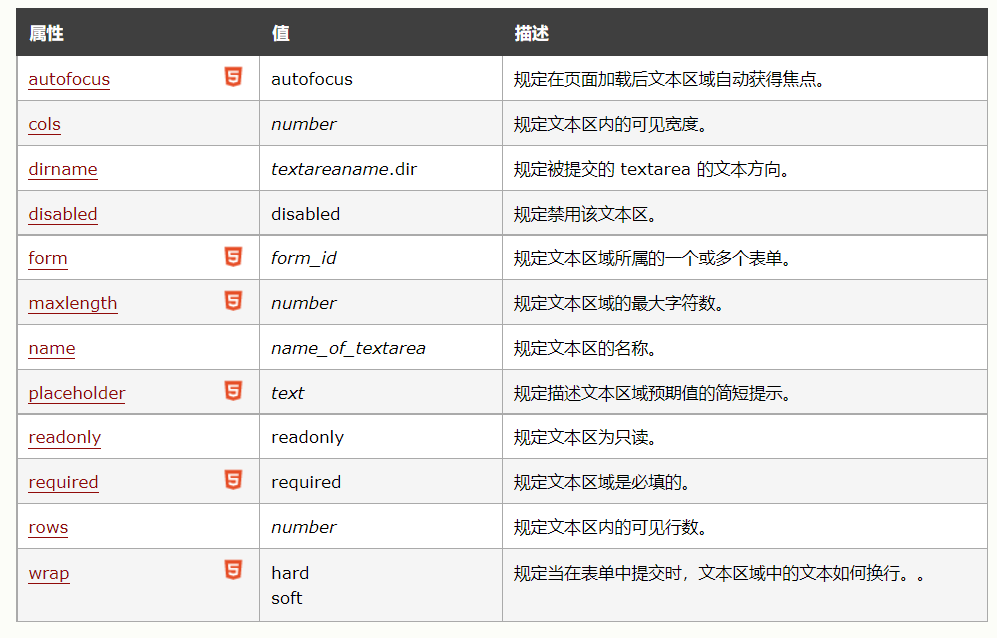 属性 值 描述
autofocus 5 autofocus 规定在页面加载后文本区域自动获得焦点。
cols number 规定文本区内的可见宽度。
dirname textareaname.dir 规定被提交的 textarea 的文本方向。
disabled disabled 规定禁用该文本区。
form 5 form_id 规定文本区域所属的一个或多个表单。
maxlength 5 number 规定文本区域的最大字符数。
name name_of_textarea 规定文本区的名称。
placeholder 5 text 规定描述文本区域预期值的简短提示。
readonly readonly 规定文本区为只读。
required 5 required 规定文本区域是必填的。
rows number 规定文本区内的可见行数。
wrap 5 hard 规定当在表单中提交时，文本区域中的文本如何换行。。
soft